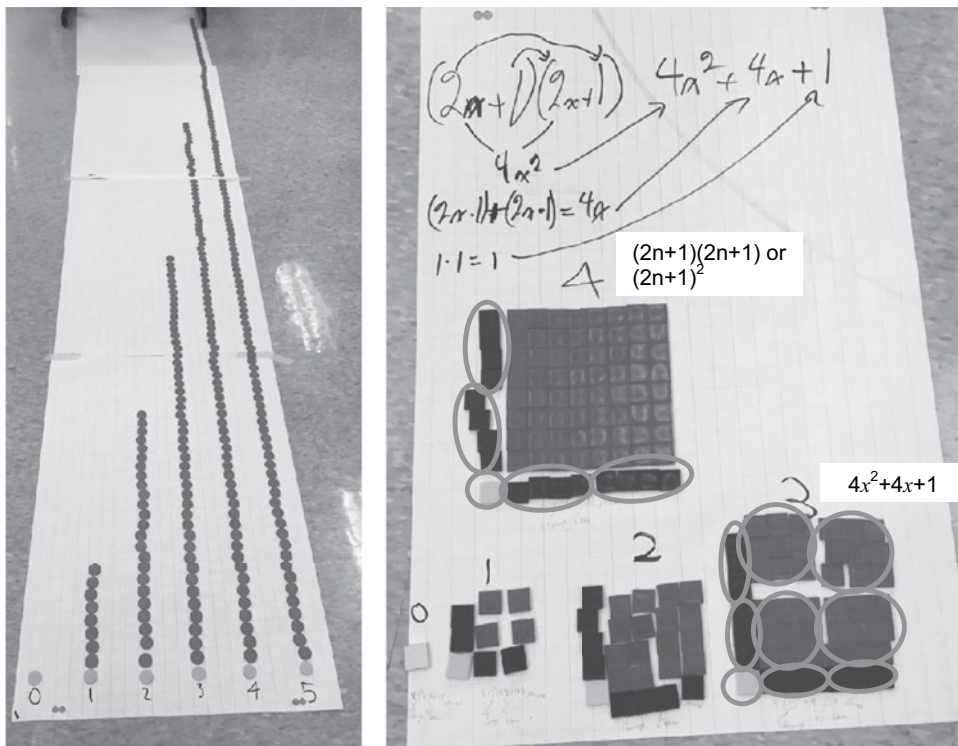 0 1 2 3 4 5
(2x+1)(2x+1) 4x²+4x+1
4x²
(2x·1)+(2x·1)=4x
1·1=1
4
(2n+1)(2n+1) or
(2n+1)²
3
4x²+4x+1
2
1
0